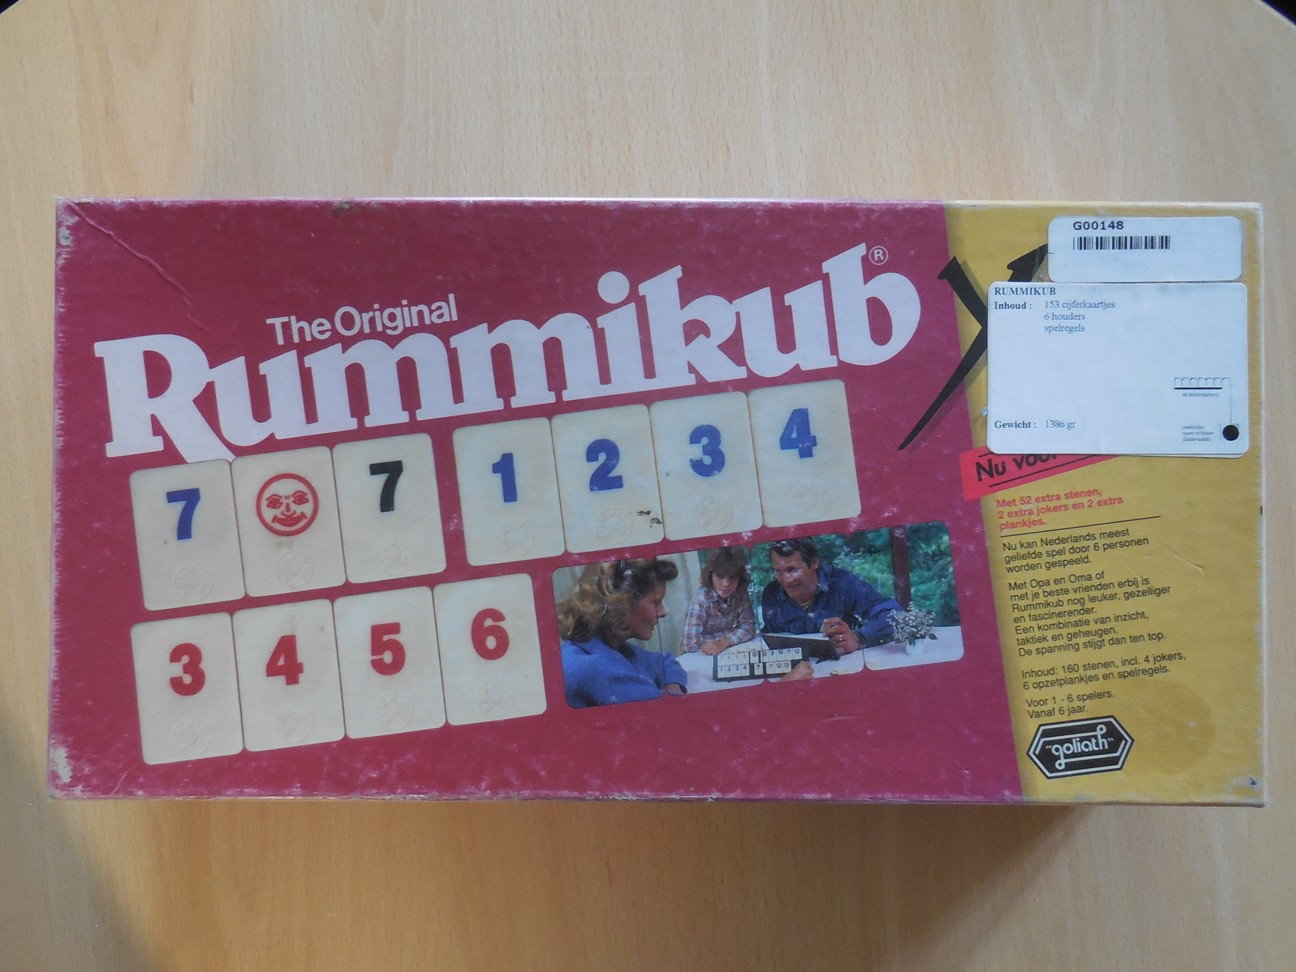 G00148
RUMMIKUB
Inhoud : 153 cijferkaartjes
6 houders
spelregels
Gewicht : 1386 gr
The Original
Rummikub®
X
7 7 1 2 3 4
3 4 5 6
Nu voor
Met 52 extra stenen,
2 extra jokers en 2 extra
plankjes.
Nu kan Nederlands meest
geliefde spel door 6 personen
worden gespeeld.
Met Opa en Oma of
met je beste vrienden erbij is
Rummikub nog leuker, gezelliger
en fascinerender.
Een kombinatie van inzicht,
taktiek en geheugen.
De spanning stijgt dan ten top.
Inhoud: 160 stenen, incl. 4 jokers,
6 opzetplankjes en spelregels.
Voor 1 - 6 spelers.
Vanaf 6 jaar.
"goliath"